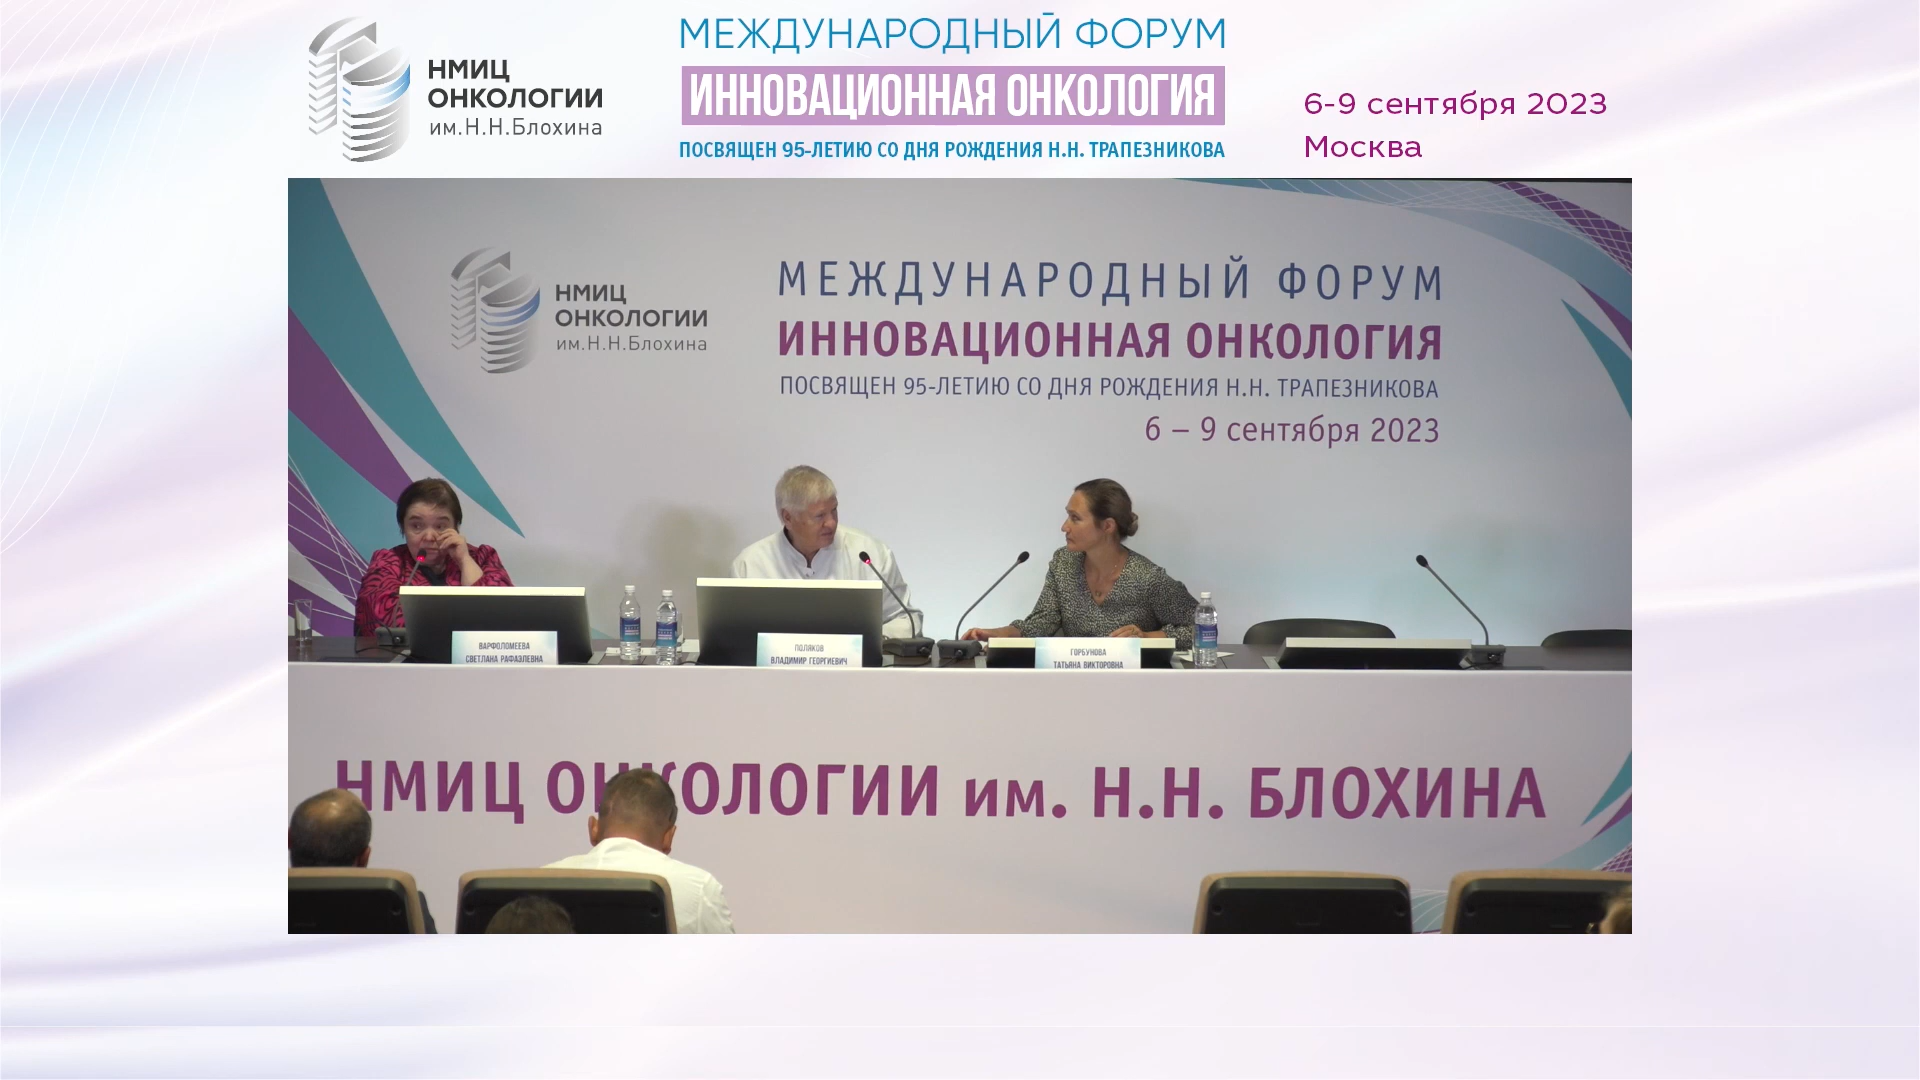 НМИЦ
ОНКОЛОГИИ
им.Н.Н.Блохина
МЕЖДУНАРОДНЫЙ ФОРУМ
ИННОВАЦИОННАЯ ОНКОЛОГИЯ
ПОСВЯЩЕН 95-ЛЕТИЮ СО ДНЯ РОЖДЕНИЯ Н.Н. ТРАПЕЗНИКОВА
6-9 сентября 2023
Москва
НМИЦ
ОНКОЛОГИИ
им.Н.Н.Блохина
МЕЖДУНАРОДНЫЙ ФОРУМ
ИННОВАЦИОННАЯ ОНКОЛОГИЯ
ПОСВЯЩЕН 95-ЛЕТИЮ СО ДНЯ РОЖДЕНИЯ Н.Н. ТРАПЕЗНИКОВА
6 – 9 сентября 2023
ВАРФОЛОМЕЕВА
СВЕТЛАНА РАФАЭЛЕВНА
ПОЛЯКОВ
ВЛАДИМИР ГЕОРГИЕВИЧ
ГОРБУНОВА
ТАТЬЯНА ВИКТОРОВНА
НМИЦ ОНКОЛОГИИ им. Н.Н. БЛОХИНА